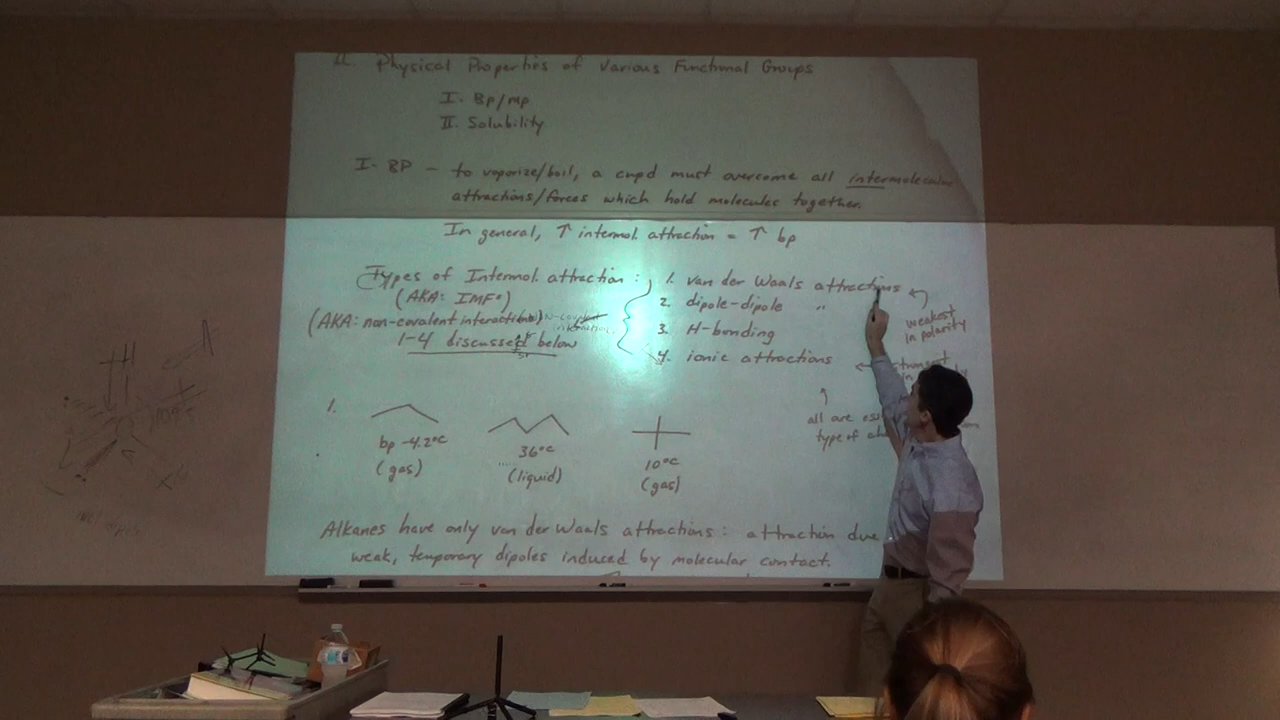 II. Physical Properties of Various Functional Groups
I. Bp/mp
II. Solubility
I. BP – to vaporize/boil, a cmpd must overcome all intermolecular
attractions/forces which hold molecules together.
In general, ↑ intermol. attraction = ↑ bp
Types of Intermol. attraction : 1. van der Waals attractions
(AKA: IMFs) 2. dipole-dipole "
weakest
(AKA: non-covalent interactions) 3. H-bonding
in polarity
1-4 discussed below 4. ionic attractions
all are
type of
1.
bp -4.2°C 36°C 10°C
(gas) (liquid) (gas)
Alkanes have only van der Waals attractions: attraction due
weak, temporary dipoles induced by molecular contact.